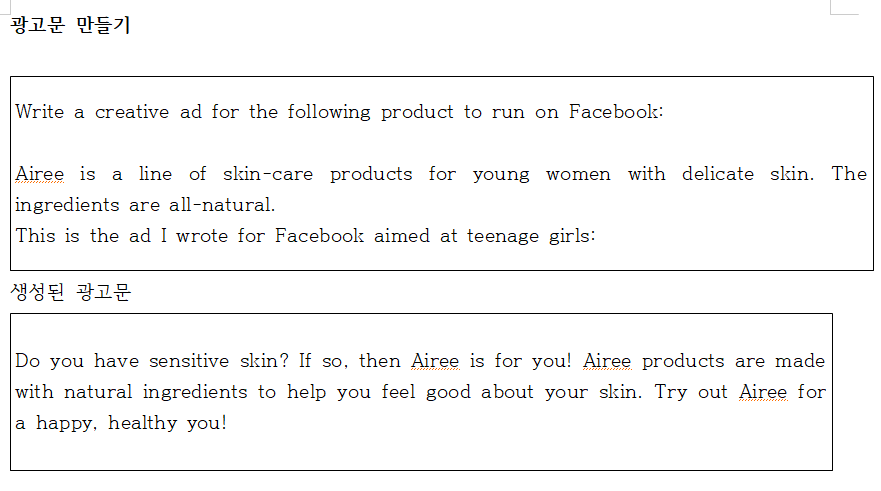 광고문 만들기
Write a creative ad for the following product to run on Facebook:
Airee is a line of skin-care products for young women with delicate skin. The
ingredients are all-natural.
This is the ad I wrote for Facebook aimed at teenage girls:
생성된 광고문
Do you have sensitive skin? If so, then Airee is for you! Airee products are made
with natural ingredients to help you feel good about your skin. Try out Airee for
a happy, healthy you!